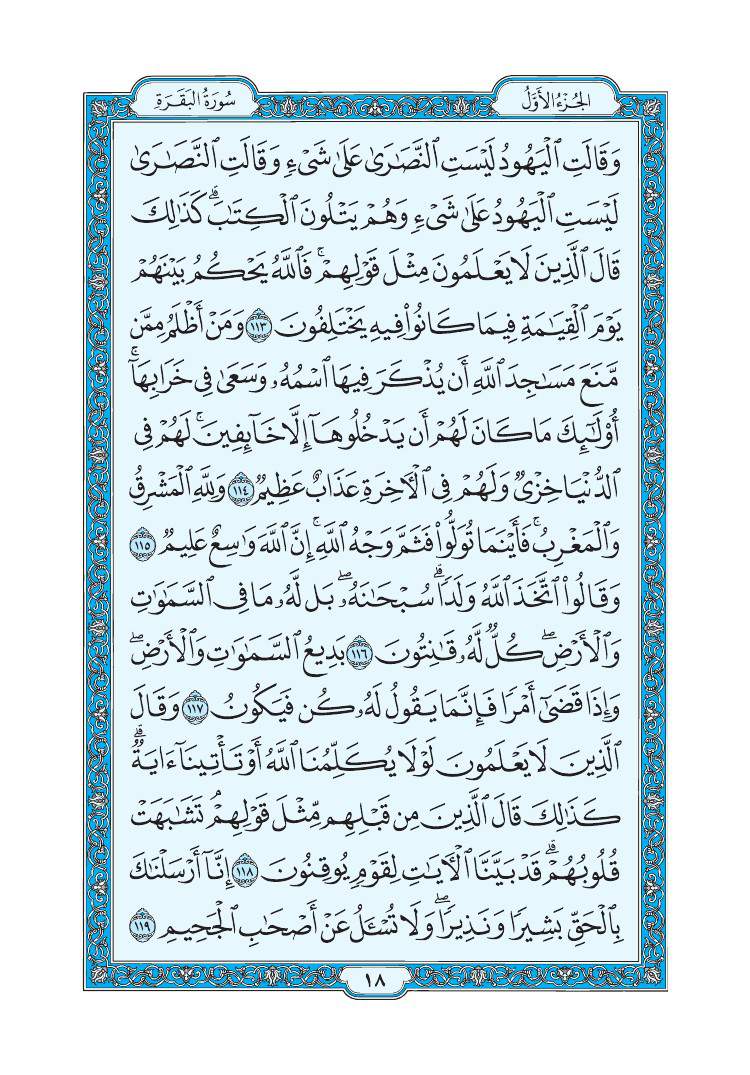 الجُزْءُ الأَوَّلُ
سُورَةُ البَقَرَةِ
وَقَالَتِ ٱلۡيَهُودُ لَيۡسَتِ ٱلنَّصَٰرَىٰ عَلَىٰ شَيۡءٖ وَقَالَتِ ٱلنَّصَٰرَىٰ
لَيۡسَتِ ٱلۡيَهُودُ عَلَىٰ شَيۡءٖ وَهُمۡ يَتۡلُونَ ٱلۡكِتَٰبَۗ كَذَٰلِكَ
قَالَ ٱلَّذِينَ لَا يَعۡلَمُونَ مِثۡلَ قَوۡلِهِمۡۚ فَٱللَّهُ يَحۡكُمُ بَيۡنَهُمۡ
يَوۡمَ ٱلۡقِيَٰمَةِ فِيمَا كَانُواْ فِيهِ يَخۡتَلِفُونَ ١١٣ وَمَنۡ أَظۡلَمُ مِمَّن
مَّنَعَ مَسَٰجِدَ ٱللَّهِ أَن يُذۡكَرَ فِيهَا ٱسۡمُهُۥ وَسَعَىٰ فِي خَرَابِهَآۚ
أُوْلَٰٓئِكَ مَا كَانَ لَهُمۡ أَن يَدۡخُلُوهَآ إِلَّا خَآئِفِينَۚ لَهُمۡ فِي
ٱلدُّنۡيَا خِزۡيٞ وَلَهُمۡ فِي ٱلۡأٓخِرَةِ عَذَابٌ عَظِيمٞ ١١٤ وَلِلَّهِ ٱلۡمَشۡرِقُ
وَٱلۡمَغۡرِبُۚ فَأَيۡنَمَا تُوَلُّواْ فَثَمَّ وَجۡهُ ٱللَّهِۚ إِنَّ ٱللَّهَ وَٰسِعٌ عَلِيمٞ ١١٥
وَقَالُواْ ٱتَّخَذَ ٱللَّهُ وَلَدٗاۗ سُبۡحَٰنَهُۥۖ بَل لَّهُۥ مَا فِي ٱلسَّمَٰوَٰتِ
وَٱلۡأَرۡضِۖ كُلّٞ لَّهُۥ قَٰنِتُونَ ١١٦ بَدِيعُ ٱلسَّمَٰوَٰتِ وَٱلۡأَرۡضِۖ
وَإِذَا قَضَىٰٓ أَمۡرٗا فَإِنَّمَا يَقُولُ لَهُۥ كُن فَيَكُونُ ١١٧ وَقَالَ
ٱلَّذِينَ لَا يَعۡلَمُونَ لَوۡلَا يُكَلِّمُنَا ٱللَّهُ أَوۡ تَأۡتِينَآ ءَايَةٞۗ
كَذَٰلِكَ قَالَ ٱلَّذِينَ مِن قَبۡلِهِم مِّثۡلَ قَوۡلِهِمۡۘ تَشَٰبَهَتۡ
قُلُوبُهُمۡۗ قَدۡ بَيَّنَّا ٱلۡأٓيَٰتِ لِقَوۡمٖ يُوقِنُونَ ١١٨ إِنَّآ أَرۡسَلۡنَٰكَ
بِٱلۡحَقِّ بَشِيرٗا وَنَذِيرٗاۖ وَلَا تُسۡـَٔلُ عَنۡ أَصۡحَٰبِ ٱلۡجَحِيمِ ١١٩
١٨